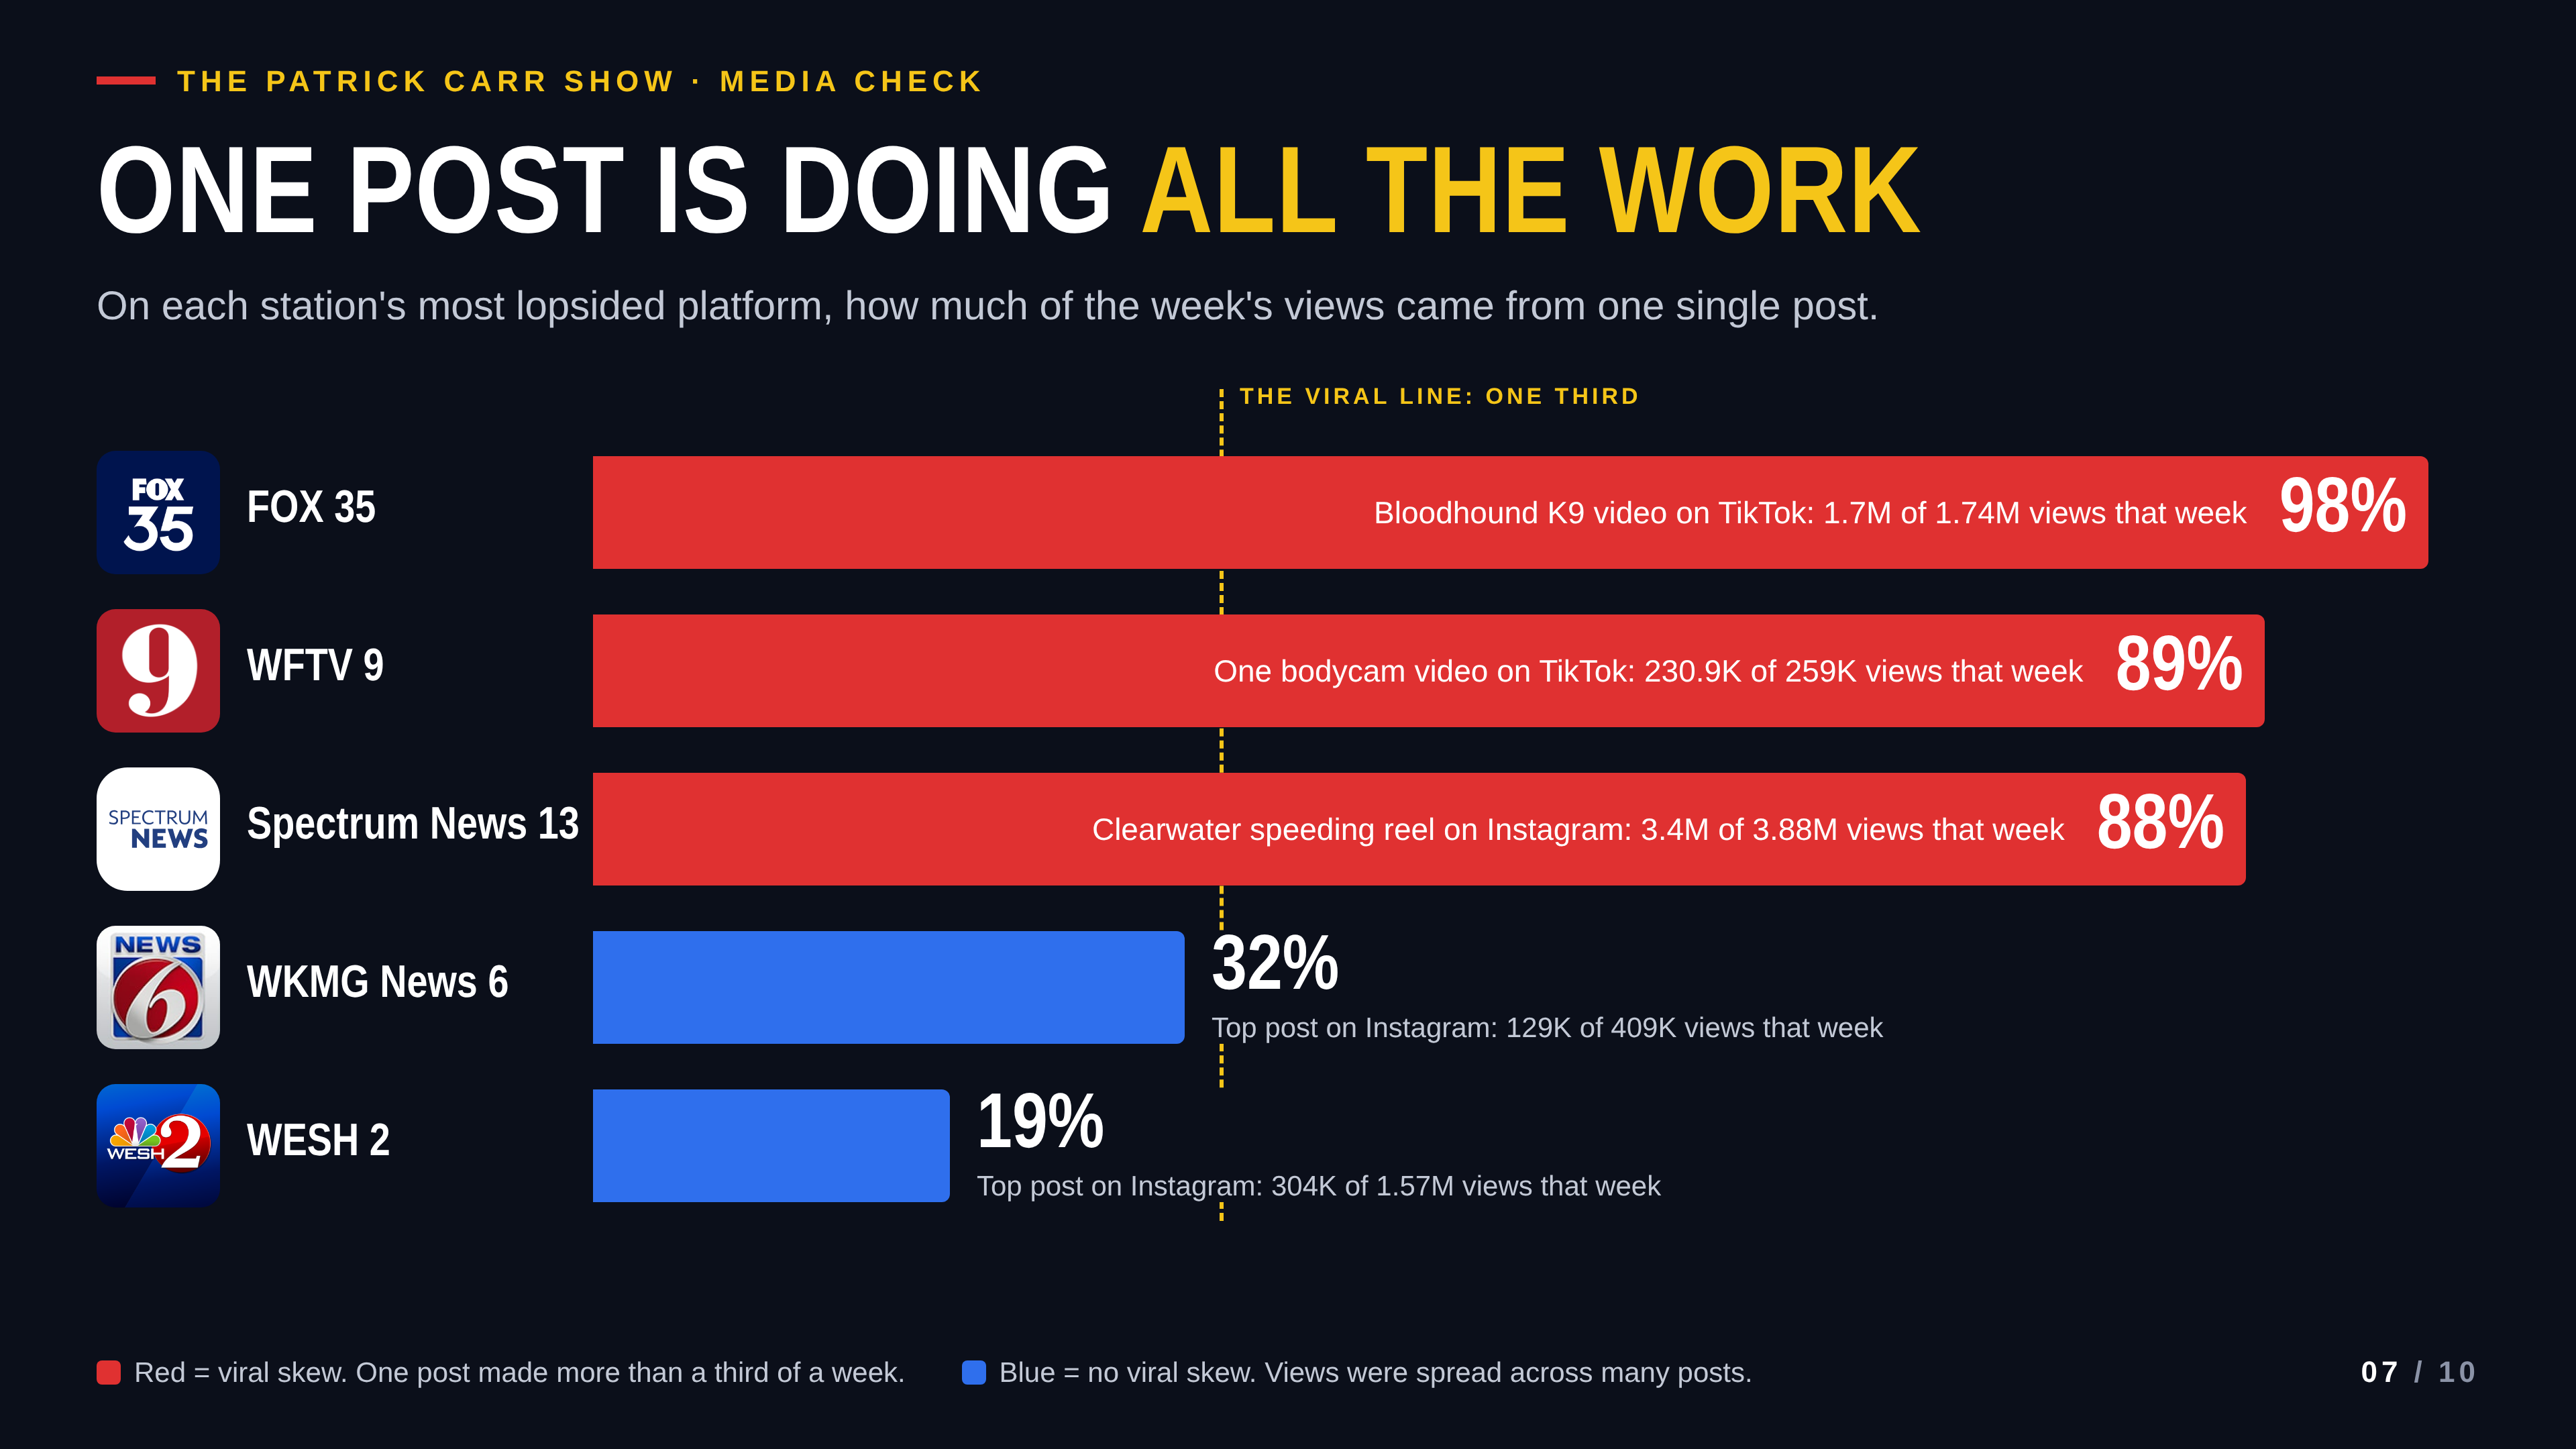 THE PATRICK CARR SHOW · MEDIA CHECK
ONE POST IS DOING ALL THE WORK
On each station's most lopsided platform, how much of the week's views came from one single post.
THE VIRAL LINE: ONE THIRD
FOX
35
FOX 35
Bloodhound K9 video on TikTok: 1.7M of 1.74M views that week 98%
9
WFTV 9
One bodycam video on TikTok: 230.9K of 259K views that week 89%
SPECTRUM
NEWS
Spectrum News 13
Clearwater speeding reel on Instagram: 3.4M of 3.88M views that week 88%
NEWS
6
WKMG News 6
32%
Top post on Instagram: 129K of 409K views that week
WESH 2
WESH 2
19%
Top post on Instagram: 304K of 1.57M views that week
Red = viral skew. One post made more than a third of a week.
Blue = no viral skew. Views were spread across many posts.
07 / 10